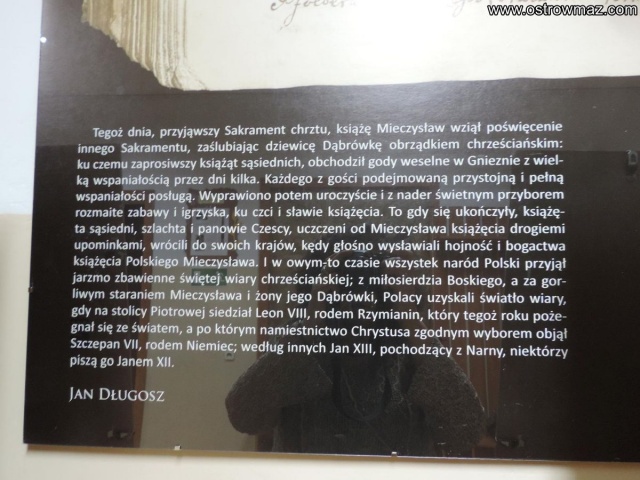 www.ostrowmaz.com
Tegoż dnia, przyjąwszy Sakrament chrztu, książę Mieczysław wziął poświęcenie
innego Sakramentu, zaślubiając dziewicę Dąbrówkę obrządkiem chrześciańskim:
ku czemu zaprosiwszy książąt sąsiednich, obchodził gody weselne w Gnieznie z wiel-
ką wspaniałością przez dni kilka. Każdego z gości podejmowaną przystojną i pełną
wspaniałości posługą. Wyprawiono potem uroczyście i z nader świetnym przyborem
rozmaite zabawy i igrzyska, ku czci i sławie książęcia. To gdy się ukończyły, książę-
ta sąsiedni, szlachta i panowie Czescy, uczczeni od Mieczysława książęcia drogiemi
upominkami, wrócili do swoich krajów, kędy głośno wysławiali hojność i bogactwa
książęcia Polskiego Mieczysława. I w owym-to czasie wszystek naród Polski przyjął
jarzmo zbawienne świętej wiary chrześciańskiej; z miłosierdzia Boskiego, a za gor-
liwym staraniem Mieczysława i żony jego Dąbrówki, Polacy uzyskali światło wiary,
gdy na stolicy Piotrowej siedział Leon VIII, rodem Rzymianin, który tegoż roku poże-
gnał się ze światem, a po którym namiestnictwo Chrystusa zgodnym wyborem objął
Szczepan VII, rodem Niemiec; według innych Jan XIII, pochodzący z Narny, niektórzy
piszą go Janem XII.
JAN DŁUGOSZ